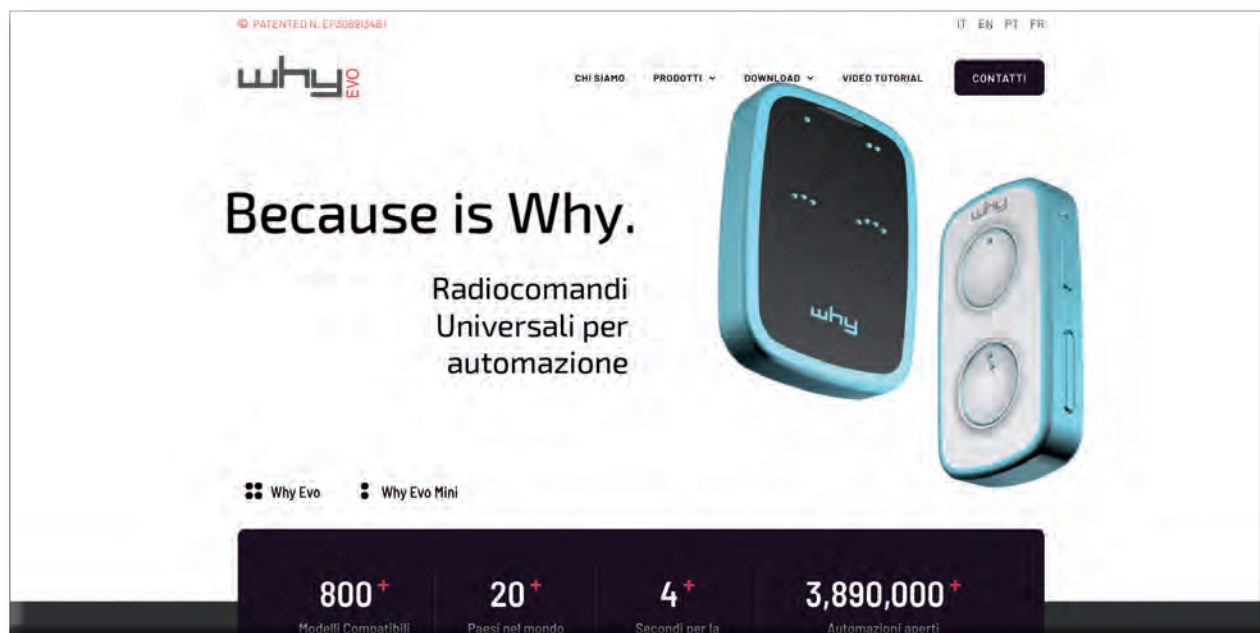 PATENTED N: EP3089134B1
IT EN PT FR
why EVO
CHI SIAMO PRODOTTI DOWNLOAD VIDEO TUTORIAL CONTATTI
why
why
Because is Why.
Radiocomandi
Universali per
automazione
Why Evo Why Evo Mini
800+ 20+ 4+ 3,890,000+
Modelli Compatibili Paesi nel mondo Secondi per la Automazioni aperti